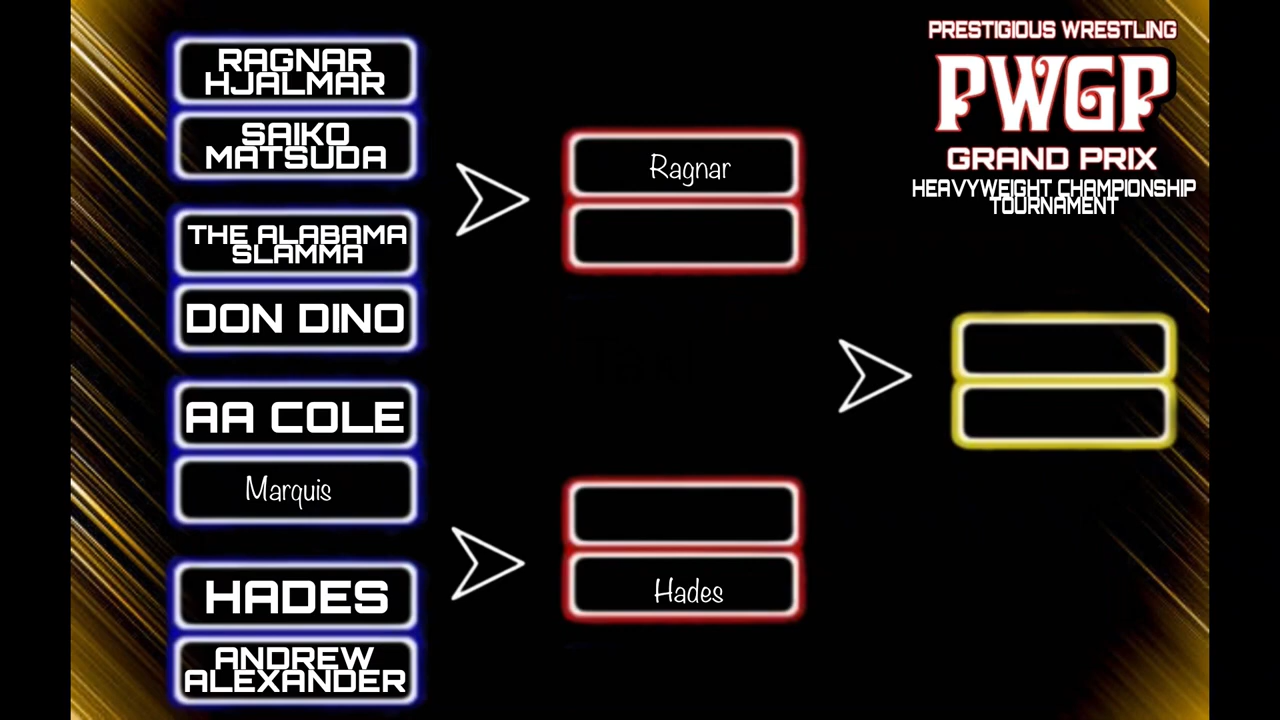 PRESTIGIOUS WRESTLING
PWGP
GRAND PRIX
HEAVYWEIGHT CHAMPIONSHIP
TOURNAMENT
RAGNAR
HJALMAR
SAIKO
MATSUDA
THE ALABAMA
SLAMMA
DON DINO
AA COLE
Marquis
HADES
ANDREW
ALEXANDER
Ragnar
Hades